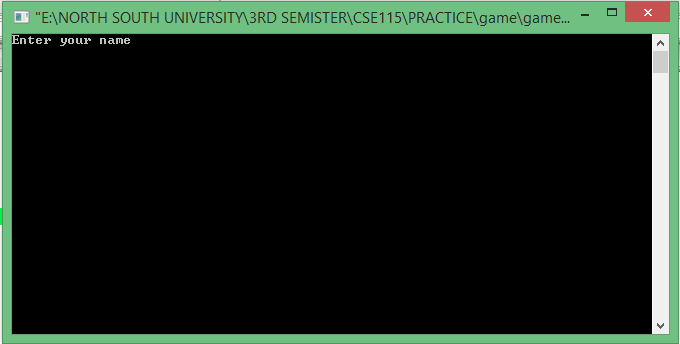 "E:\NORTH SOUTH UNIVERSITY\3RD SEMISTER\CSE115\PRACTICE\game\game...
Enter your name